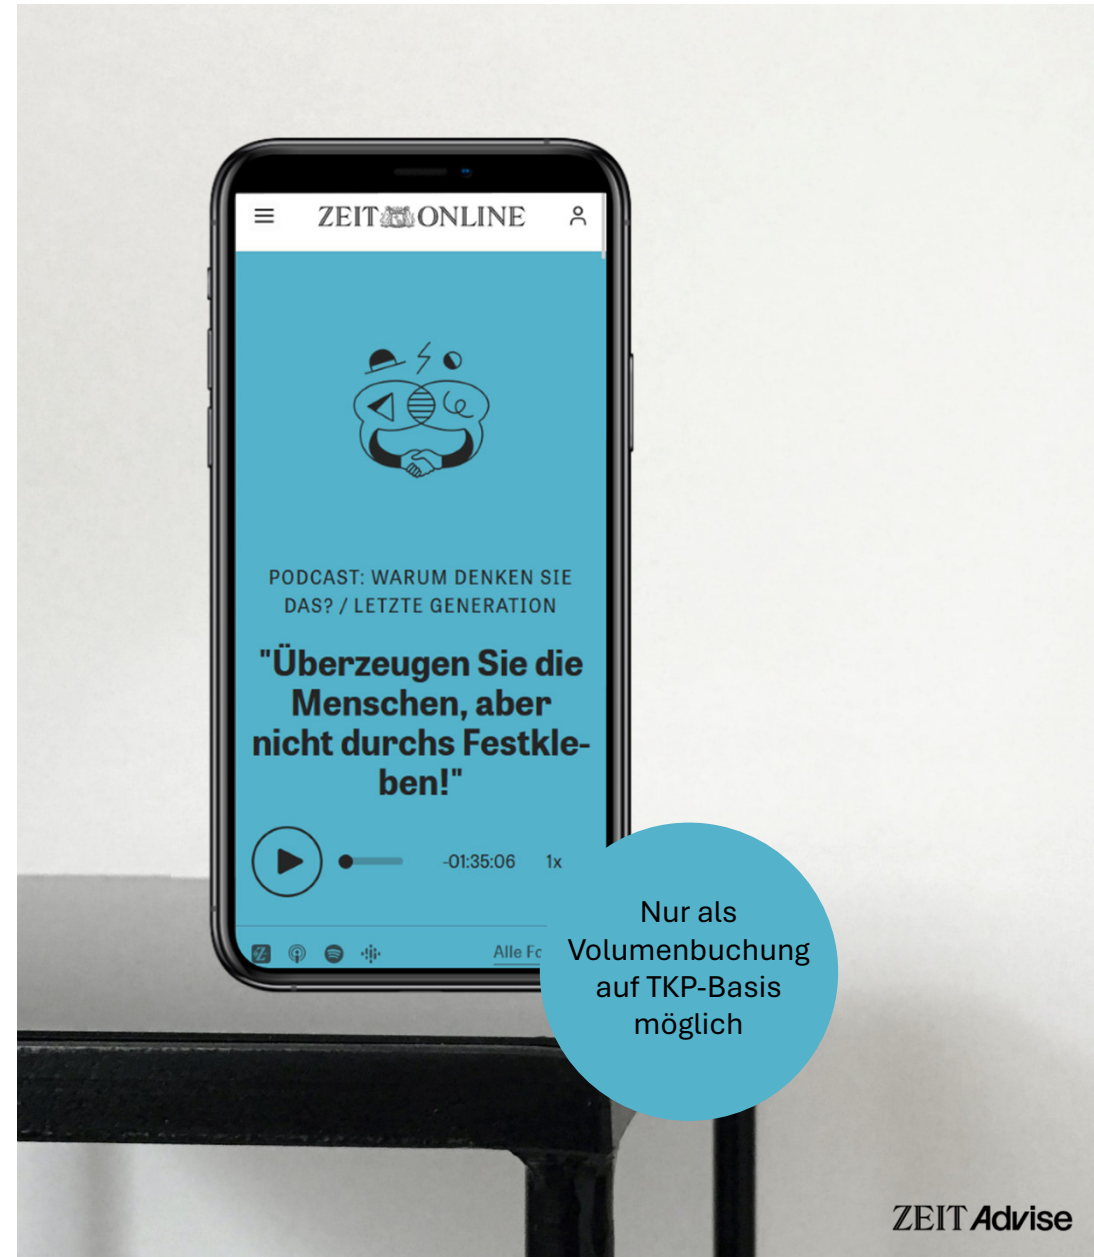 ZEIT ONLINE
PODCAST: WARUM DENKEN SIE
DAS? / LETZTE GENERATION
"Überzeugen Sie die
Menschen, aber
nicht durchs Festkle-
ben!"
-01:35:06 1x
Alle
Nur als
Volumenbuchung
auf TKP-Basis
möglich
ZEIT Advise